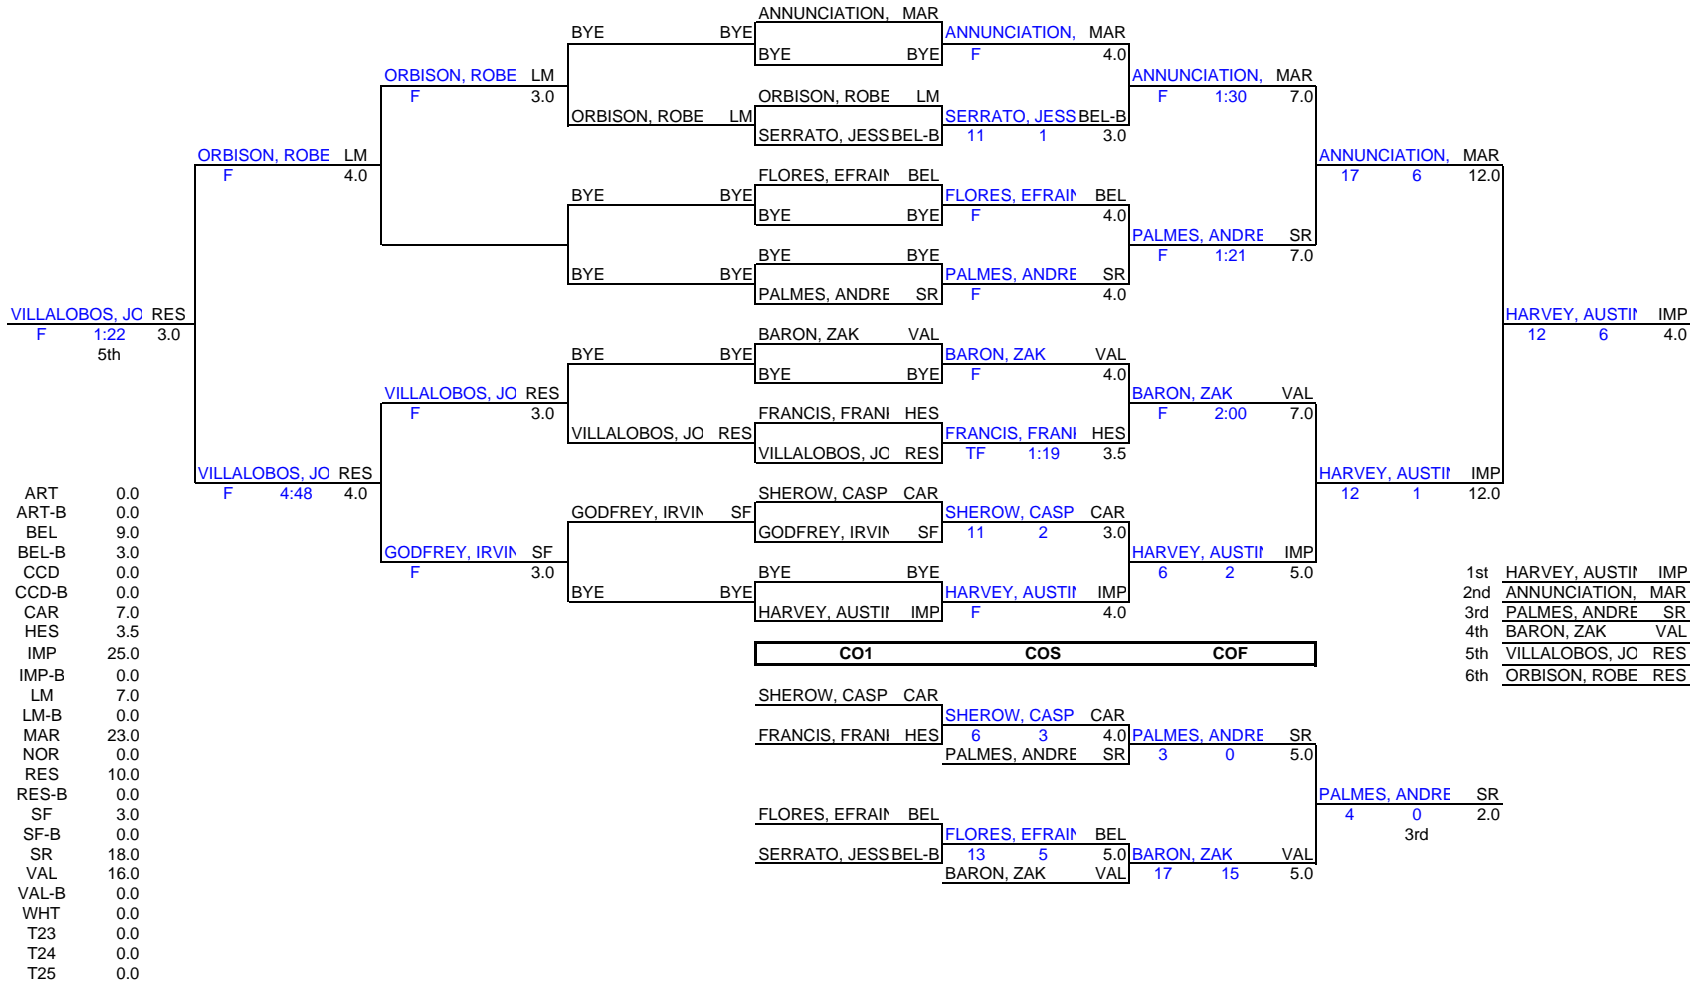 ANNUNCIATION, MAR
BYE BYE ANNUNCIATION, MAR
BYE BYE F 4.0
ORBISON, ROBE LM ANNUNCIATION, MAR
F 3.0 ORBISON, ROBE LM F 1:30 7.0
ORBISON, ROBE LM SERRATO, JESS BEL-B
SERRATO, JESS BEL-B 11 1 3.0
ORBISON, ROBE LM ANNUNCIATION, MAR
F 4.0 FLORES, EFRAIN BEL 17 6 12.0
BYE BYE FLORES, EFRAIN BEL
BYE BYE F 4.0
PALMES, ANDRE SR
BYE BYE F 1:21 7.0
BYE BYE PALMES, ANDRE SR
PALMES, ANDRE SR F 4.0
VILLALOBOS, JO RES HARVEY, AUSTIN IMP
F 1:22 3.0 BARON, ZAK VAL 12 6 4.0
5th BYE BYE BARON, ZAK VAL
BYE BYE F 4.0
VILLALOBOS, JO RES BARON, ZAK VAL
F 3.0 FRANCIS, FRANK HES F 2:00 7.0
VILLALOBOS, JO RES FRANCIS, FRANK HES
VILLALOBOS, JO RES TF 1:19 3.5
VILLALOBOS, JO RES HARVEY, AUSTIN IMP
ART 0.0 F 4:48 4.0 SHEROW, CASP CAR 12 1 12.0
ART-B 0.0 GODFREY, IRVIN SF SHEROW, CASP CAR
BEL 9.0 GODFREY, IRVIN SF 11 2 3.0
BEL-B 3.0 GODFREY, IRVIN SF HARVEY, AUSTIN IMP
CCD 0.0 F 3.0 BYE BYE 6 2 5.0 1st HARVEY, AUSTIN IMP
CCD-B 0.0 BYE BYE HARVEY, AUSTIN IMP 2nd ANNUNCIATION, MAR
CAR 7.0 HARVEY, AUSTIN IMP F 4.0 3rd PALMES, ANDRE SR
HES 3.5 4th BARON, ZAK VAL
IMP 25.0 CO1 COS COF 5th VILLALOBOS, JO RES
IMP-B 0.0 6th ORBISON, ROBE RES
LM 7.0 SHEROW, CASP CAR
LM-B 0.0 SHEROW, CASP CAR
MAR 23.0 FRANCIS, FRANK HES 6 3 4.0 PALMES, ANDRE SR
NOR 0.0 PALMES, ANDRE SR 3 0 5.0
RES 10.0
RES-B 0.0 PALMES, ANDRE SR
SF 3.0 FLORES, EFRAIN BEL 4 0 2.0
SF-B 0.0 FLORES, EFRAIN BEL 3rd
SR 18.0 SERRATO, JESS BEL-B 13 5 5.0 BARON, ZAK VAL
VAL 16.0 BARON, ZAK VAL 17 15 5.0
VAL-B 0.0
WHT 0.0
T23 0.0
T24 0.0
T25 0.0